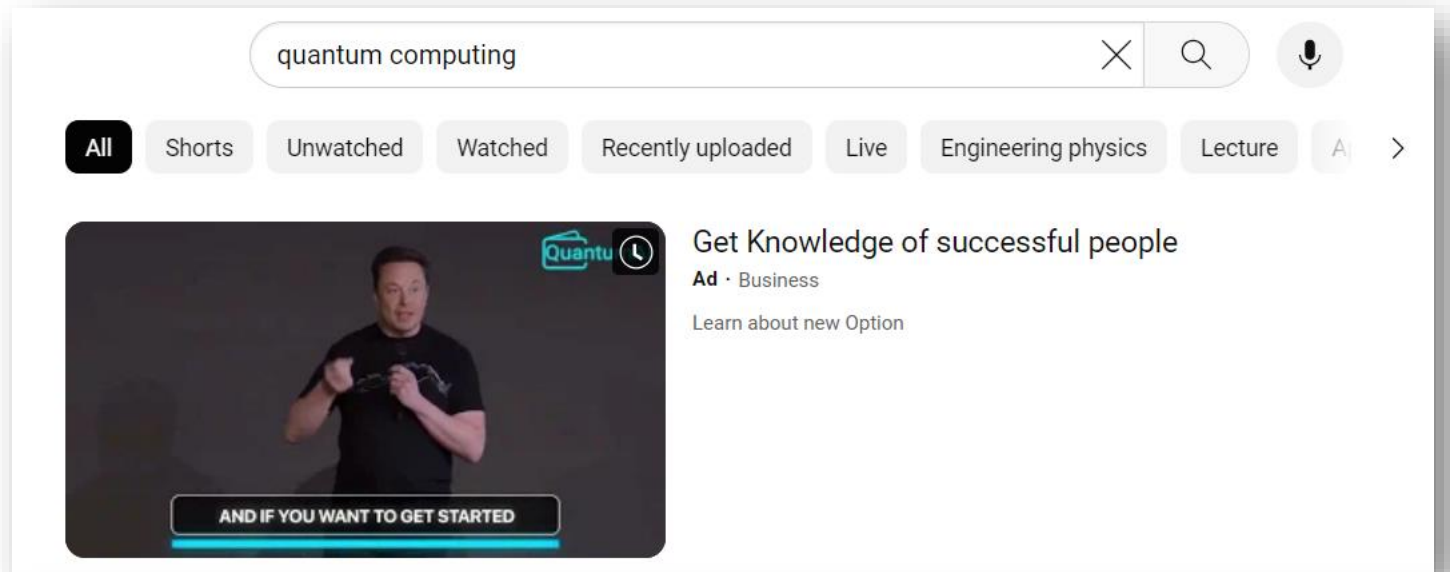 quantum computing
All Shorts Unwatched Watched Recently uploaded Live Engineering physics Lecture
Quantu
Get Knowledge of successful people
Ad · Business
Learn about new Option
AND IF YOU WANT TO GET STARTED